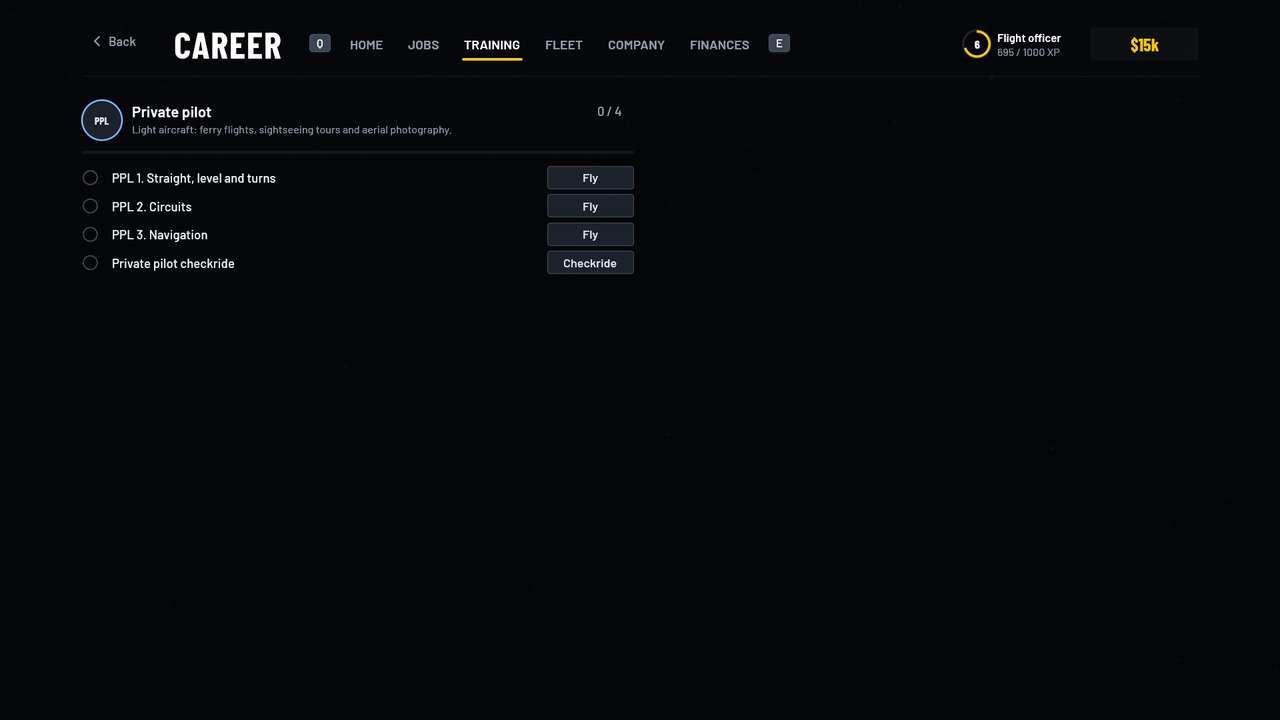 Back
CAREER
Q
HOME
JOBS
TRAINING
FLEET
COMPANY
FINANCES
E
6
Flight officer
695 / 1000 XP
$15k
PPL
Private pilot
0 / 4
Light aircraft: ferry flights, sightseeing tours and aerial photography.
PPL 1. Straight, level and turns
Fly
PPL 2. Circuits
Fly
PPL 3. Navigation
Fly
Private pilot checkride
Checkride